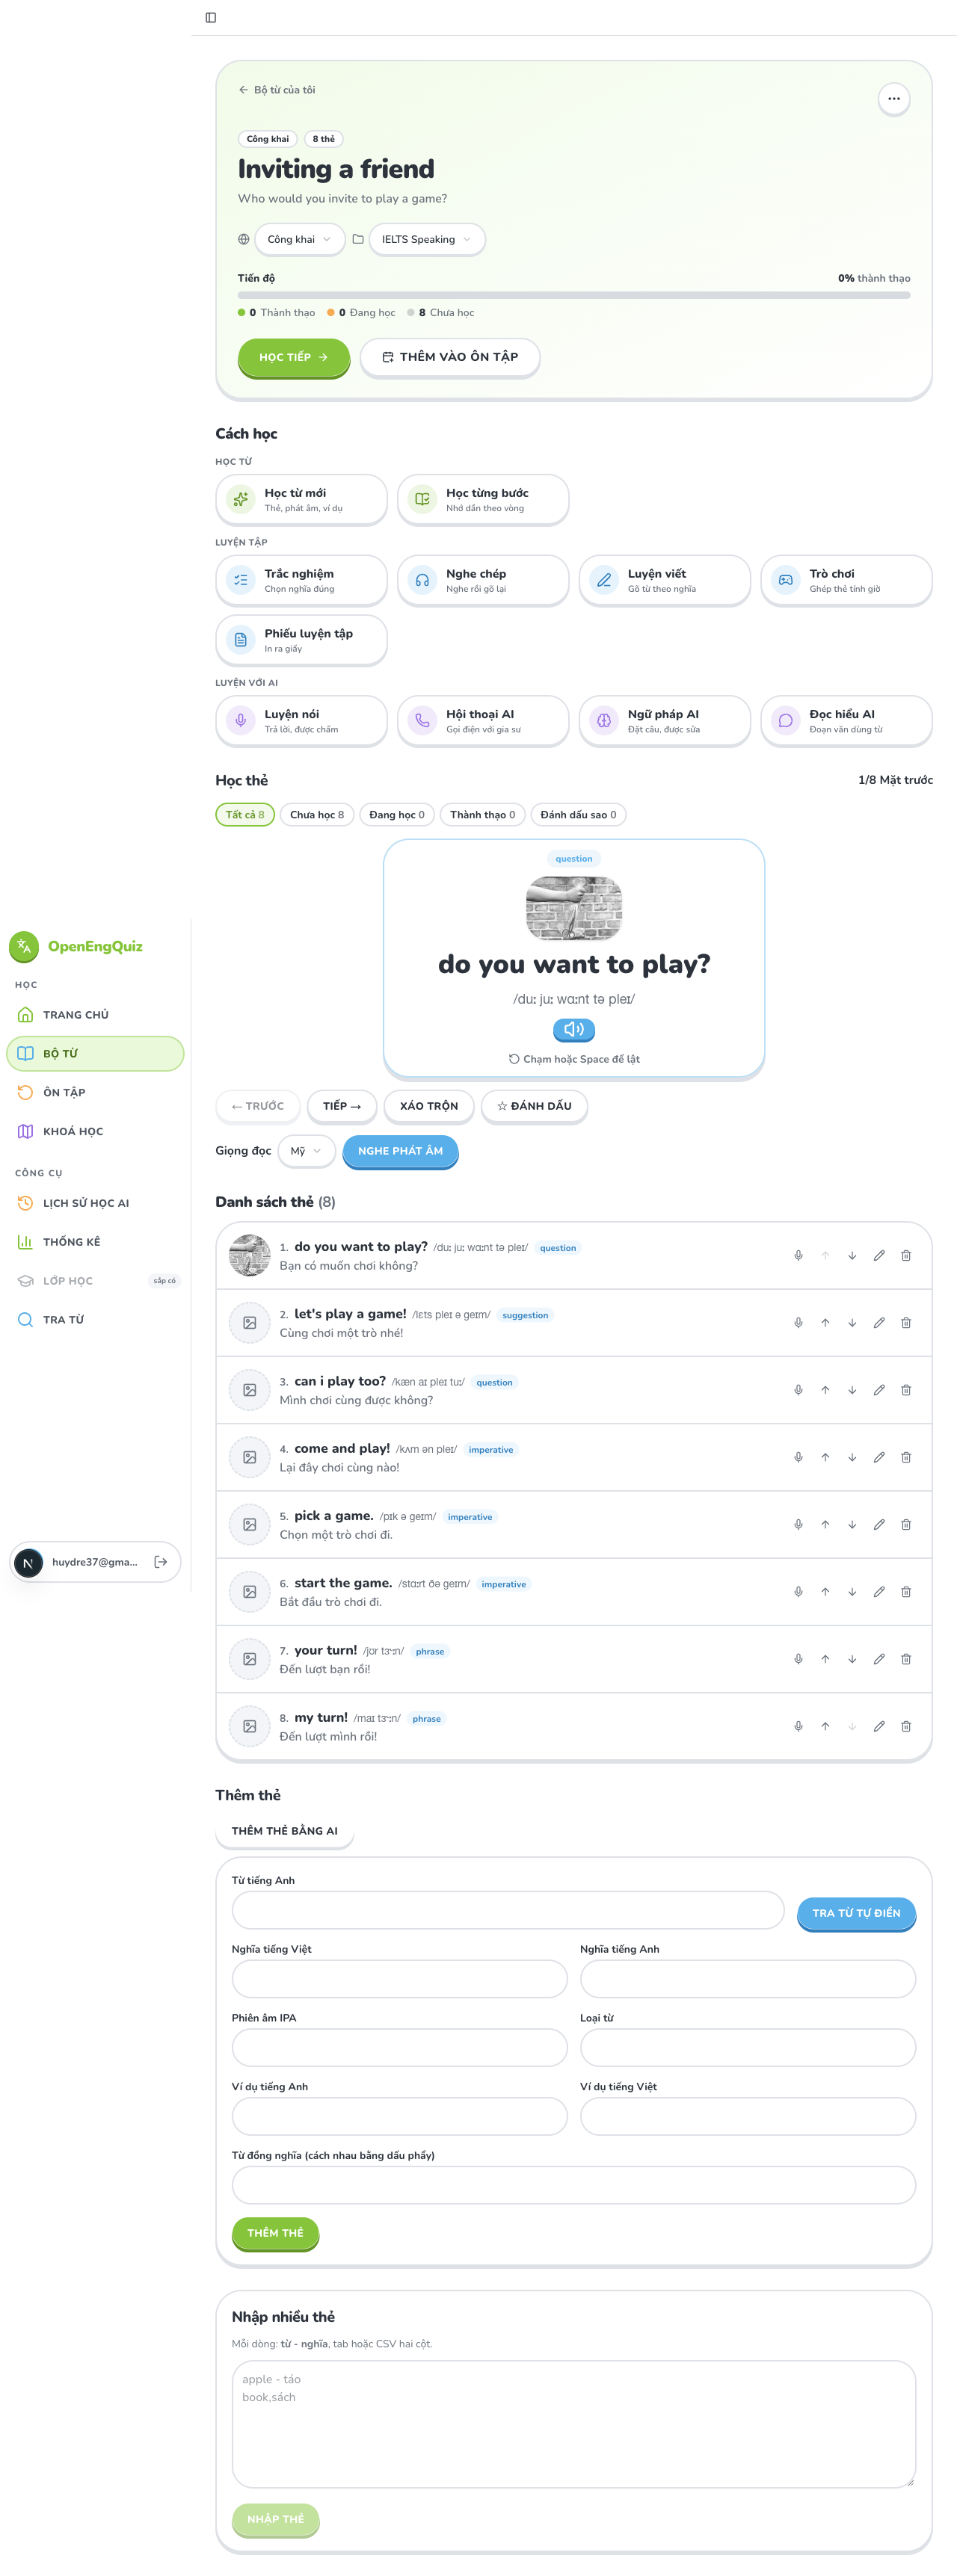 Bộ từ của tôi
Công khai 8 thẻ
Inviting a friend
Who would you invite to play a game?
Công khai IELTS Speaking
Tiến độ 0% thành thạo
0 Thành thạo 0 Đang học 8 Chưa học
HỌC TIẾP → THÊM VÀO ÔN TẬP
Cách học
HỌC TỪ
Học từ mới
Thẻ, phát âm, ví dụ
Học từng bước
Nhớ dần theo vòng
LUYỆN TẬP
Trắc nghiệm
Chọn nghĩa đúng
Nghe chép
Nghe rồi gõ lại
Luyện viết
Gõ từ theo nghĩa
Trò chơi
Ghép thẻ tính giờ
Phiếu luyện tập
In ra giấy
LUYỆN VỚI AI
Luyện nói
Trả lời, được chấm
Hội thoại AI
Gọi điện với gia sư
Ngữ pháp AI
Đặt câu, được sửa
Đọc hiểu AI
Đoạn văn dùng từ
Học thẻ 1/8 Mặt trước
Tất cả 8 Chưa học 8 Đang học 0 Thành thạo 0 Đánh dấu sao 0
question
do you want to play?
/duː juː wɑːnt tə pleɪ/
Chạm hoặc Space để lật
← TRƯỚC TIẾP → XÁO TRỘN ☆ ĐÁNH DẤU
Giọng đọc Mỹ NGHE PHÁT ÂM
OpenEngQuiz
HỌC
TRANG CHỦ
BỘ TỪ
ÔN TẬP
KHOÁ HỌC
CÔNG CỤ
LỊCH SỬ HỌC AI
THỐNG KÊ
LỚP HỌC sắp có
TRA TỪ
N huydre37@gma...
Danh sách thẻ (8)
1. do you want to play? /duː juː wɑːnt tə pleɪ/ question
Bạn có muốn chơi không?
2. let's play a game! /lɛts pleɪ ə ɡeɪm/ suggestion
Cùng chơi một trò nhé!
3. can i play too? /kæn aɪ pleɪ tuː/ question
Mình chơi cùng được không?
4. come and play! /kʌm ən pleɪ/ imperative
Lại đây chơi cùng nào!
5. pick a game. /pɪk ə ɡeɪm/ imperative
Chọn một trò chơi đi.
6. start the game. /stɑːrt ðə ɡeɪm/ imperative
Bắt đầu trò chơi đi.
7. your turn! /jʊr tɜːrn/ phrase
Đến lượt bạn rồi!
8. my turn! /maɪ tɜːrn/ phrase
Đến lượt mình rồi!
Thêm thẻ
THÊM THẺ BẰNG AI
Từ tiếng Anh
TRA TỪ TỰ ĐIỀN
Nghĩa tiếng Việt Nghĩa tiếng Anh
Phiên âm IPA Loại từ
Ví dụ tiếng Anh Ví dụ tiếng Việt
Từ đồng nghĩa (cách nhau bằng dấu phẩy)
THÊM THẺ
Nhập nhiều thẻ
Mỗi dòng: từ - nghĩa, tab hoặc CSV hai cột.
apple - táo
book,sách
NHẬP THẺ